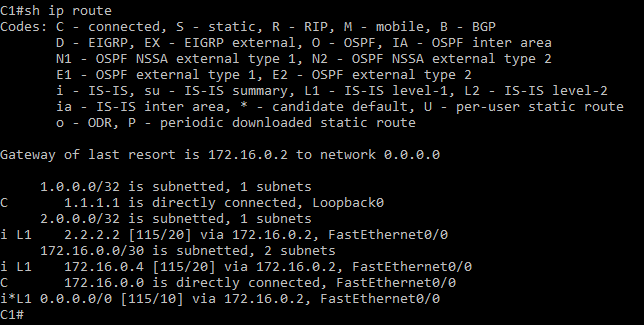 C1#sh ip route
Codes: C - connected, S - static, R - RIP, M - mobile, B - BGP
       D - EIGRP, EX - EIGRP external, O - OSPF, IA - OSPF inter area
       N1 - OSPF NSSA external type 1, N2 - OSPF NSSA external type 2
       E1 - OSPF external type 1, E2 - OSPF external type 2
       i - IS-IS, su - IS-IS summary, L1 - IS-IS level-1, L2 - IS-IS level-2
       ia - IS-IS inter area, * - candidate default, U - per-user static route
       o - ODR, P - periodic downloaded static route
Gateway of last resort is 172.16.0.2 to network 0.0.0.0
     1.0.0.0/32 is subnetted, 1 subnets
C       1.1.1.1 is directly connected, Loopback0
     2.0.0.0/32 is subnetted, 1 subnets
i L1    2.2.2.2 [115/20] via 172.16.0.2, FastEthernet0/0
     172.16.0.0/30 is subnetted, 2 subnets
i L1    172.16.0.4 [115/20] via 172.16.0.2, FastEthernet0/0
C       172.16.0.0 is directly connected, FastEthernet0/0
i*L1 0.0.0.0/0 [115/10] via 172.16.0.2, FastEthernet0/0
C1#